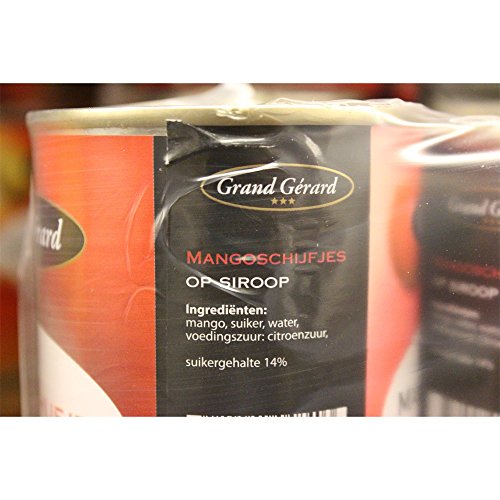 Grand Gérard
MANGOSCHIJFJES
OP SIROOP
Ingrediënten:
mango, suiker, water,
voedingszuur: citroenzuur,
suikergehalte 14%